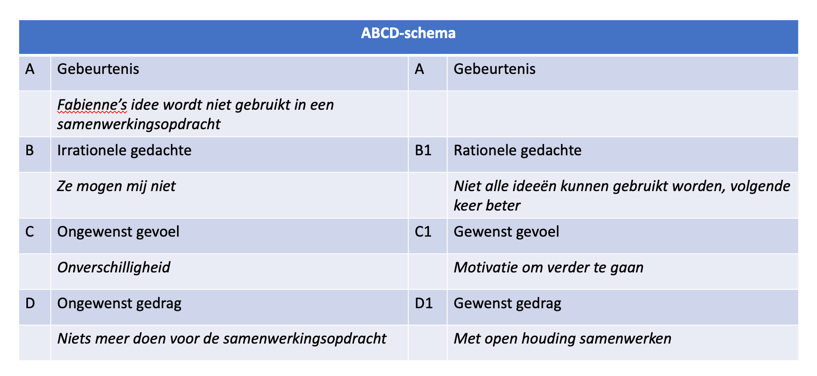 ABCD-schema
A Gebeurtenis A Gebeurtenis
Fabienne's idee wordt niet gebruikt in een
samenwerkingsopdracht
B Irrationele gedachte B1 Rationele gedachte
Ze mogen mij niet Niet alle ideeën kunnen gebruikt worden, volgende
keer beter
C Ongewenst gevoel C1 Gewenst gevoel
Onverschilligheid Motivatie om verder te gaan
D Ongewenst gedrag D1 Gewenst gedrag
Niets meer doen voor de samenwerkingsopdracht Met open houding samenwerken